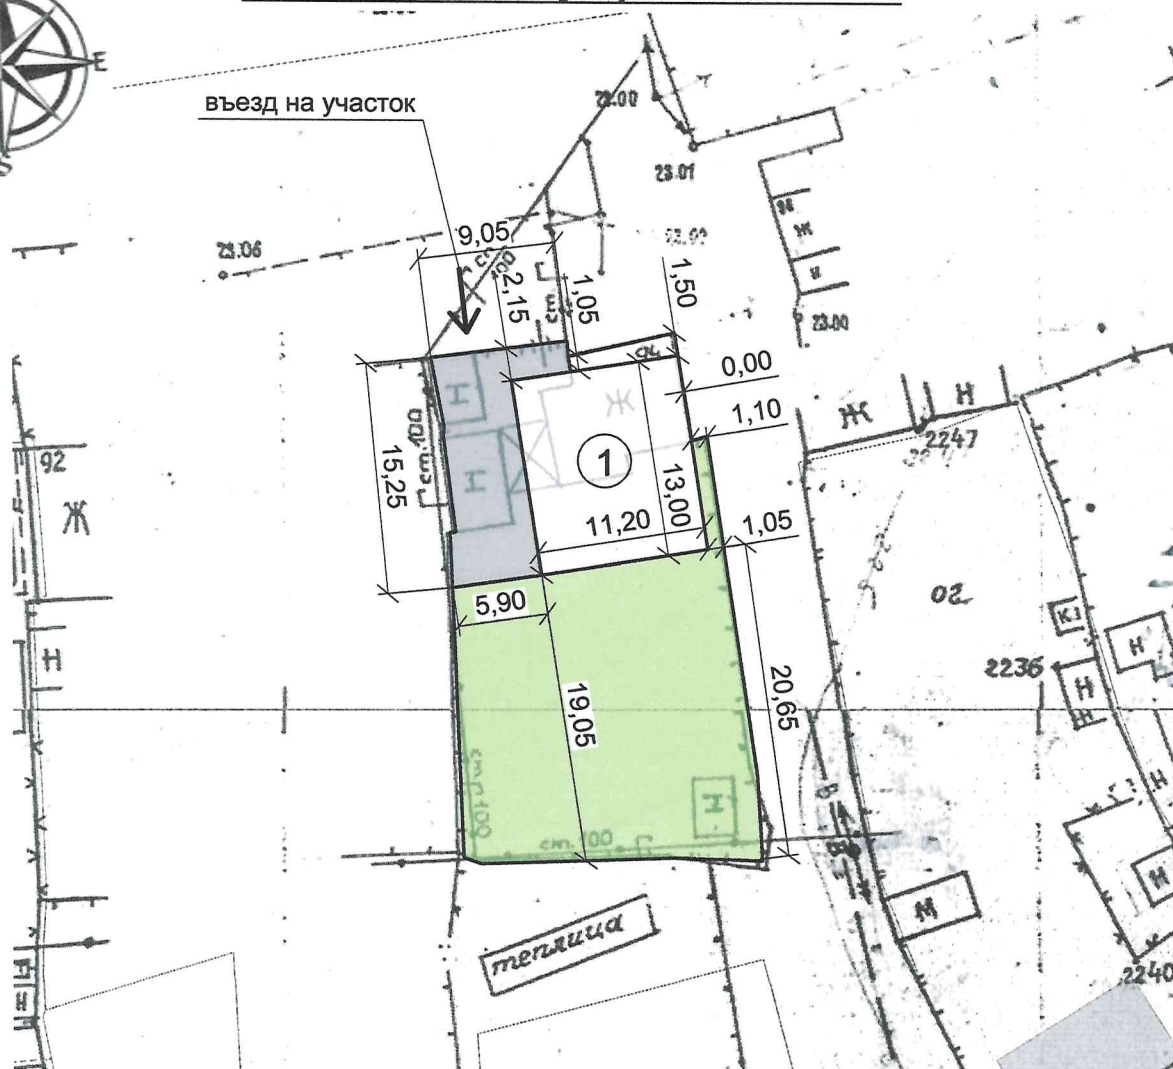 E
S
въезд на участок
23.00
23.01
23.06
9,05
2,15
1,05
1,50
ст
Ж
Н
23.00
0,00
1,10
Ж
Н
2247
92
Ж
ст.100
15,25
Н
Н
Ж
1
13,00
11,20
1,05
5,90
ог
К
Н
2236
Н
Н
Н
19,05
20,65
стр100
Н
ст.100
В
В
Н
Н
М
теплица
2240